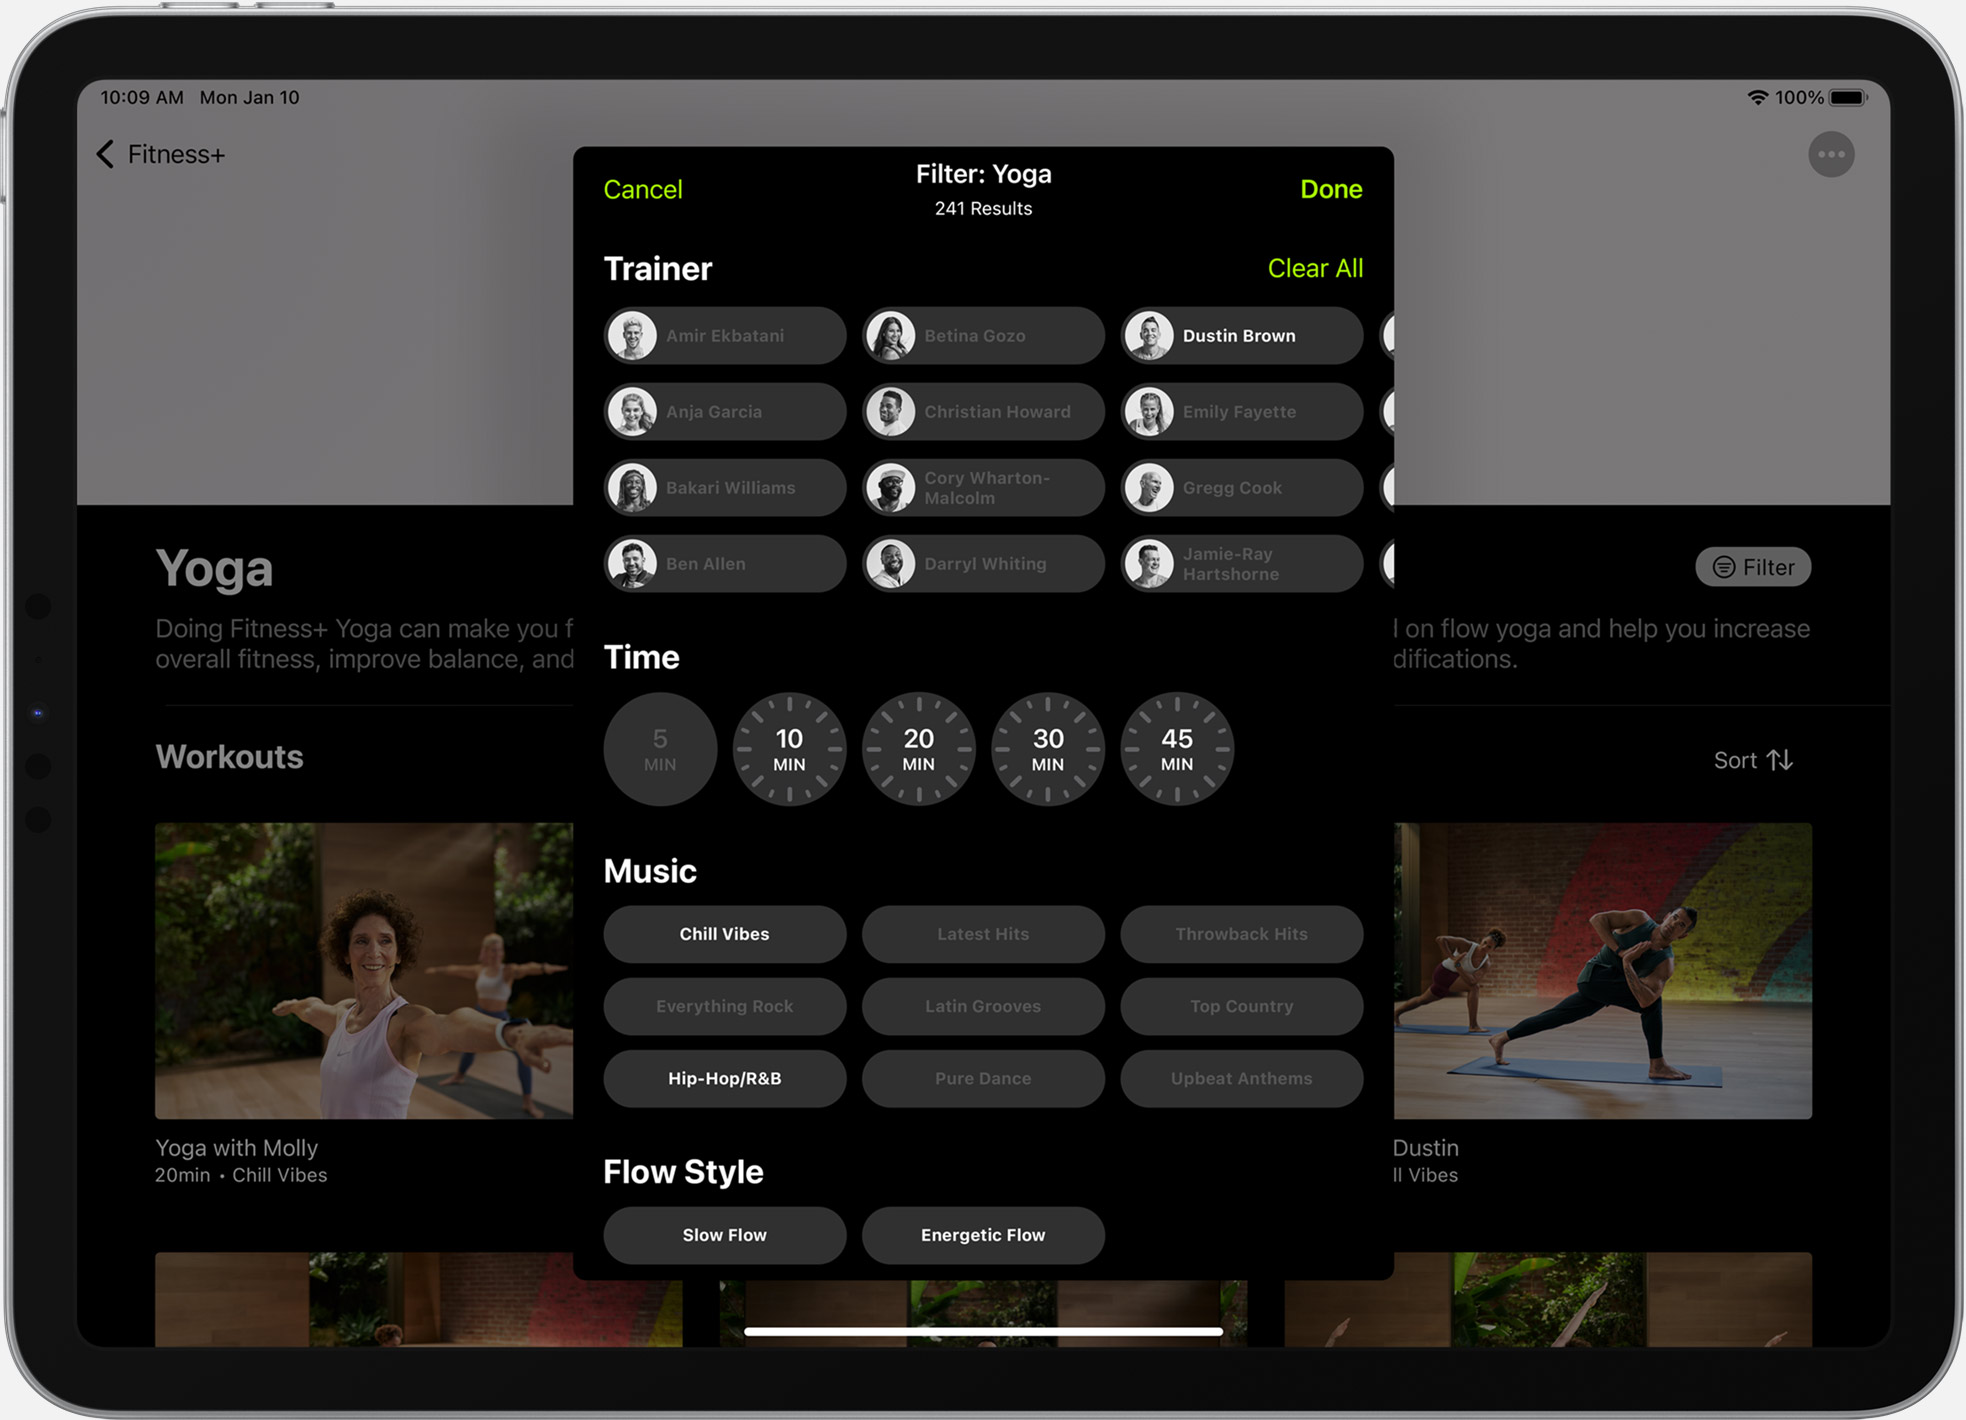 10:09 AM Mon Jan 10
100%
Fitness+
Cancel
Filter: Yoga
241 Results
Done
Trainer
Clear All
Amir Ekbatani
Betina Gozo
Dustin Brown
Anja Garcia
Christian Howard
Emily Fayette
Bakari Williams
Cory Wharton-
Malcolm
Gregg Cook
Ben Allen
Darryl Whiting
Jamie-Ray
Hartshorne
Time
5
MIN
10
MIN
20
MIN
30
MIN
45
MIN
Music
Chill Vibes
Latest Hits
Throwback Hits
Everything Rock
Latin Grooves
Top Country
Hip-Hop/R&B
Pure Dance
Upbeat Anthems
Flow Style
Slow Flow
Energetic Flow
Yoga
Filter
Doing Fitness+ Yoga can make you
on flow yoga and help you increase
overall fitness, improve balance, and
Workouts
Sort
Yoga with Molly
20min • Chill Vibes
Dustin
Vibes